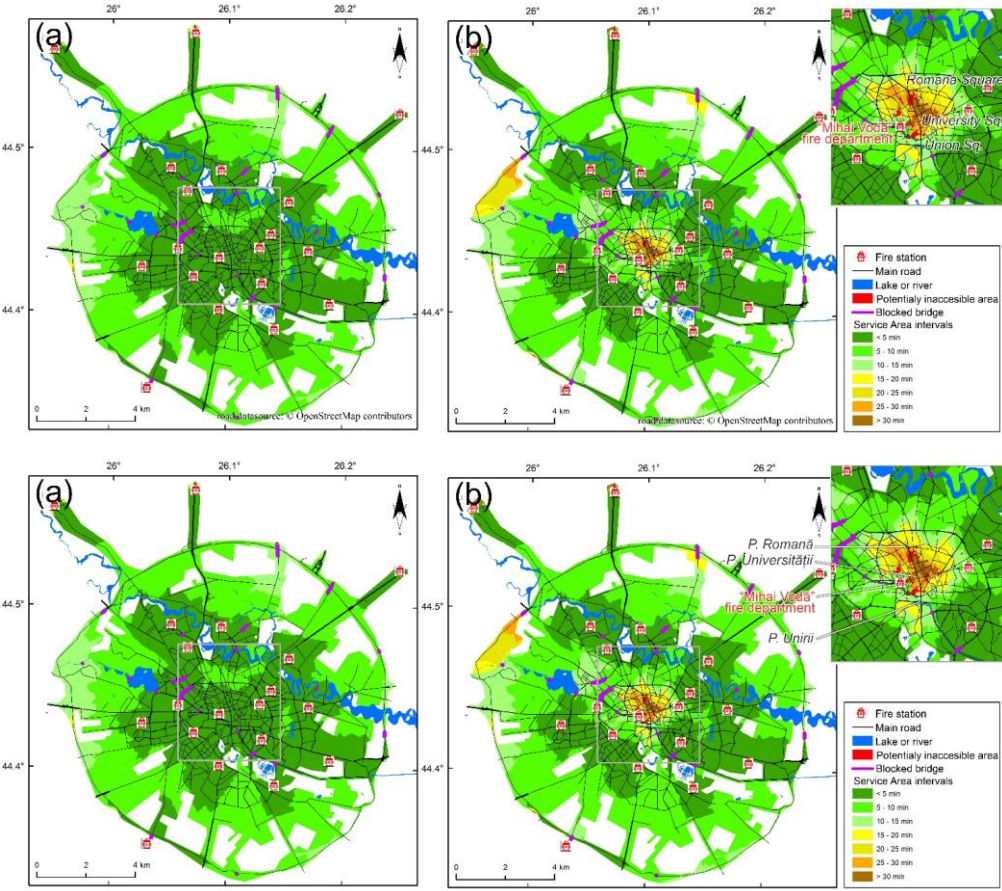 (a)
26°
26.1°
26.2°
44.5°
44.4°
0 2 4 km
road datasource: © OpenStreetMap contributors
(b)
26°
26.1°
26.2°
44.5°
44.4°
0 2 4 km
road datasource: © OpenStreetMap contributors
Romana Square
University Sq
"Mihai Vodă"
fire department
Union Sq.
Fire station
Main road
Lake or river
Potentialy inaccesible area
Blocked bridge
Service Area intervals
< 5 min
5 - 10 min
10 - 15 min
15 - 20 min
20 - 25 min
25 - 30 min
> 30 min
(a)
26°
26.1°
26.2°
44.5°
44.4°
0 2 4 km
(b)
26°
26.1°
26.2°
44.5°
44.4°
0 2 4 km
P. Romană
P. Universității
"Mihai Vodă"
fire department
P. Unirii
Fire station
Main road
Lake or river
Potentialy inaccesible area
Blocked bridge
Service Area intervals
< 5 min
5 - 10 min
10 - 15 min
15 - 20 min
20 - 25 min
25 - 30 min
> 30 min